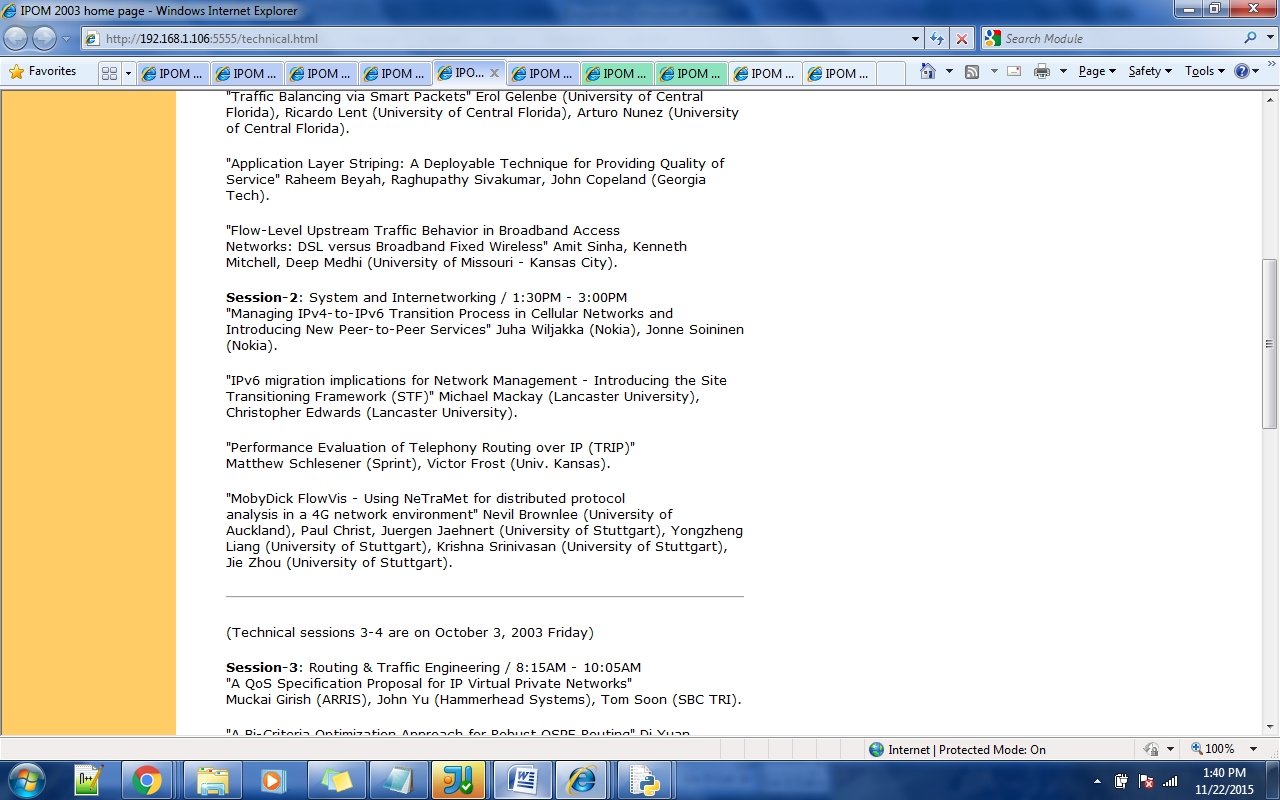 IPOM 2003 home page - Windows Internet Explorer
http://192.168.1.106:5555/technical.html
Search Module
Favorites
IPOM ...
IPOM ...
IPOM ...
IPOM ...
IPO...
IPOM ...
IPOM ...
IPOM ...
IPOM ...
IPOM ...
Page
Safety
Tools
"Traffic Balancing via Smart Packets" Erol Gelenbe (University of Central
Florida), Ricardo Lent (University of Central Florida), Arturo Nunez (University
of Central Florida).
"Application Layer Striping: A Deployable Technique for Providing Quality of
Service" Raheem Beyah, Raghupathy Sivakumar, John Copeland (Georgia
Tech).
"Flow-Level Upstream Traffic Behavior in Broadband Access
Networks: DSL versus Broadband Fixed Wireless" Amit Sinha, Kenneth
Mitchell, Deep Medhi (University of Missouri - Kansas City).
Session-2: System and Internetworking / 1:30PM - 3:00PM
"Managing IPv4-to-IPv6 Transition Process in Cellular Networks and
Introducing New Peer-to-Peer Services" Juha Wiljakka (Nokia), Jonne Soininen
(Nokia).
"IPv6 migration implications for Network Management - Introducing the Site
Transitioning Framework (STF)" Michael Mackay (Lancaster University),
Christopher Edwards (Lancaster University).
"Performance Evaluation of Telephony Routing over IP (TRIP)"
Matthew Schlesener (Sprint), Victor Frost (Univ. Kansas).
"MobyDick FlowVis - Using NeTraMet for distributed protocol
analysis in a 4G network environment" Nevil Brownlee (University of
Auckland), Paul Christ, Juergen Jaehnert (University of Stuttgart), Yongzheng
Liang (University of Stuttgart), Krishna Srinivasan (University of Stuttgart),
Jie Zhou (University of Stuttgart).
(Technical sessions 3-4 are on October 3, 2003 Friday)
Session-3: Routing & Traffic Engineering / 8:15AM - 10:05AM
"A QoS Specification Proposal for IP Virtual Private Networks"
Muckai Girish (ARRIS), John Yu (Hammerhead Systems), Tom Soon (SBC TRI).
"A Bi-Criteria Optimization Approach for Robust OSPF Routing" Di Yuan
Internet | Protected Mode: On
100%
1:40 PM
11/22/2015